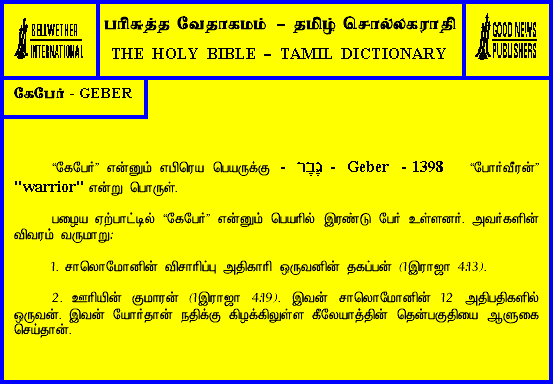 BELLWETHER
INTERNATIONAL
பரிசுத்த வேதாகமம் – தமிழ் சொல்லகராதி
THE HOLY BIBLE – TAMIL DICTIONARY
GOOD NEWS
PUBLISHERS
கேபேர் - GEBER
“கேபேர்” என்னும் எபிரெய பெயருக்கு - גֶּבֶר - Geber - 1398 “போர்வீரன்”
"warrior" என்று பொருள்.
பழைய ஏற்பாட்டில் “கேபேர்” என்னும் பெயரில் இரண்டு பேர் உள்ளனர். அவர்களின்
விவரம் வருமாறு:
1. சாலொமோனின் விசாரிப்பு அதிகாரி ஒருவனின் தகப்பன் (1இராஜா 4:13).
2. ஊரியின் குமாரன் (1இராஜா 4:19). இவன் சாலொமோனின் 12 அதிபதிகளில்
ஒருவன். இவன் யோர்தான் நதிக்கு கிழக்கிலுள்ள கீலேயாத்தின் தென்பகுதியை ஆளுகை
செய்தான்.